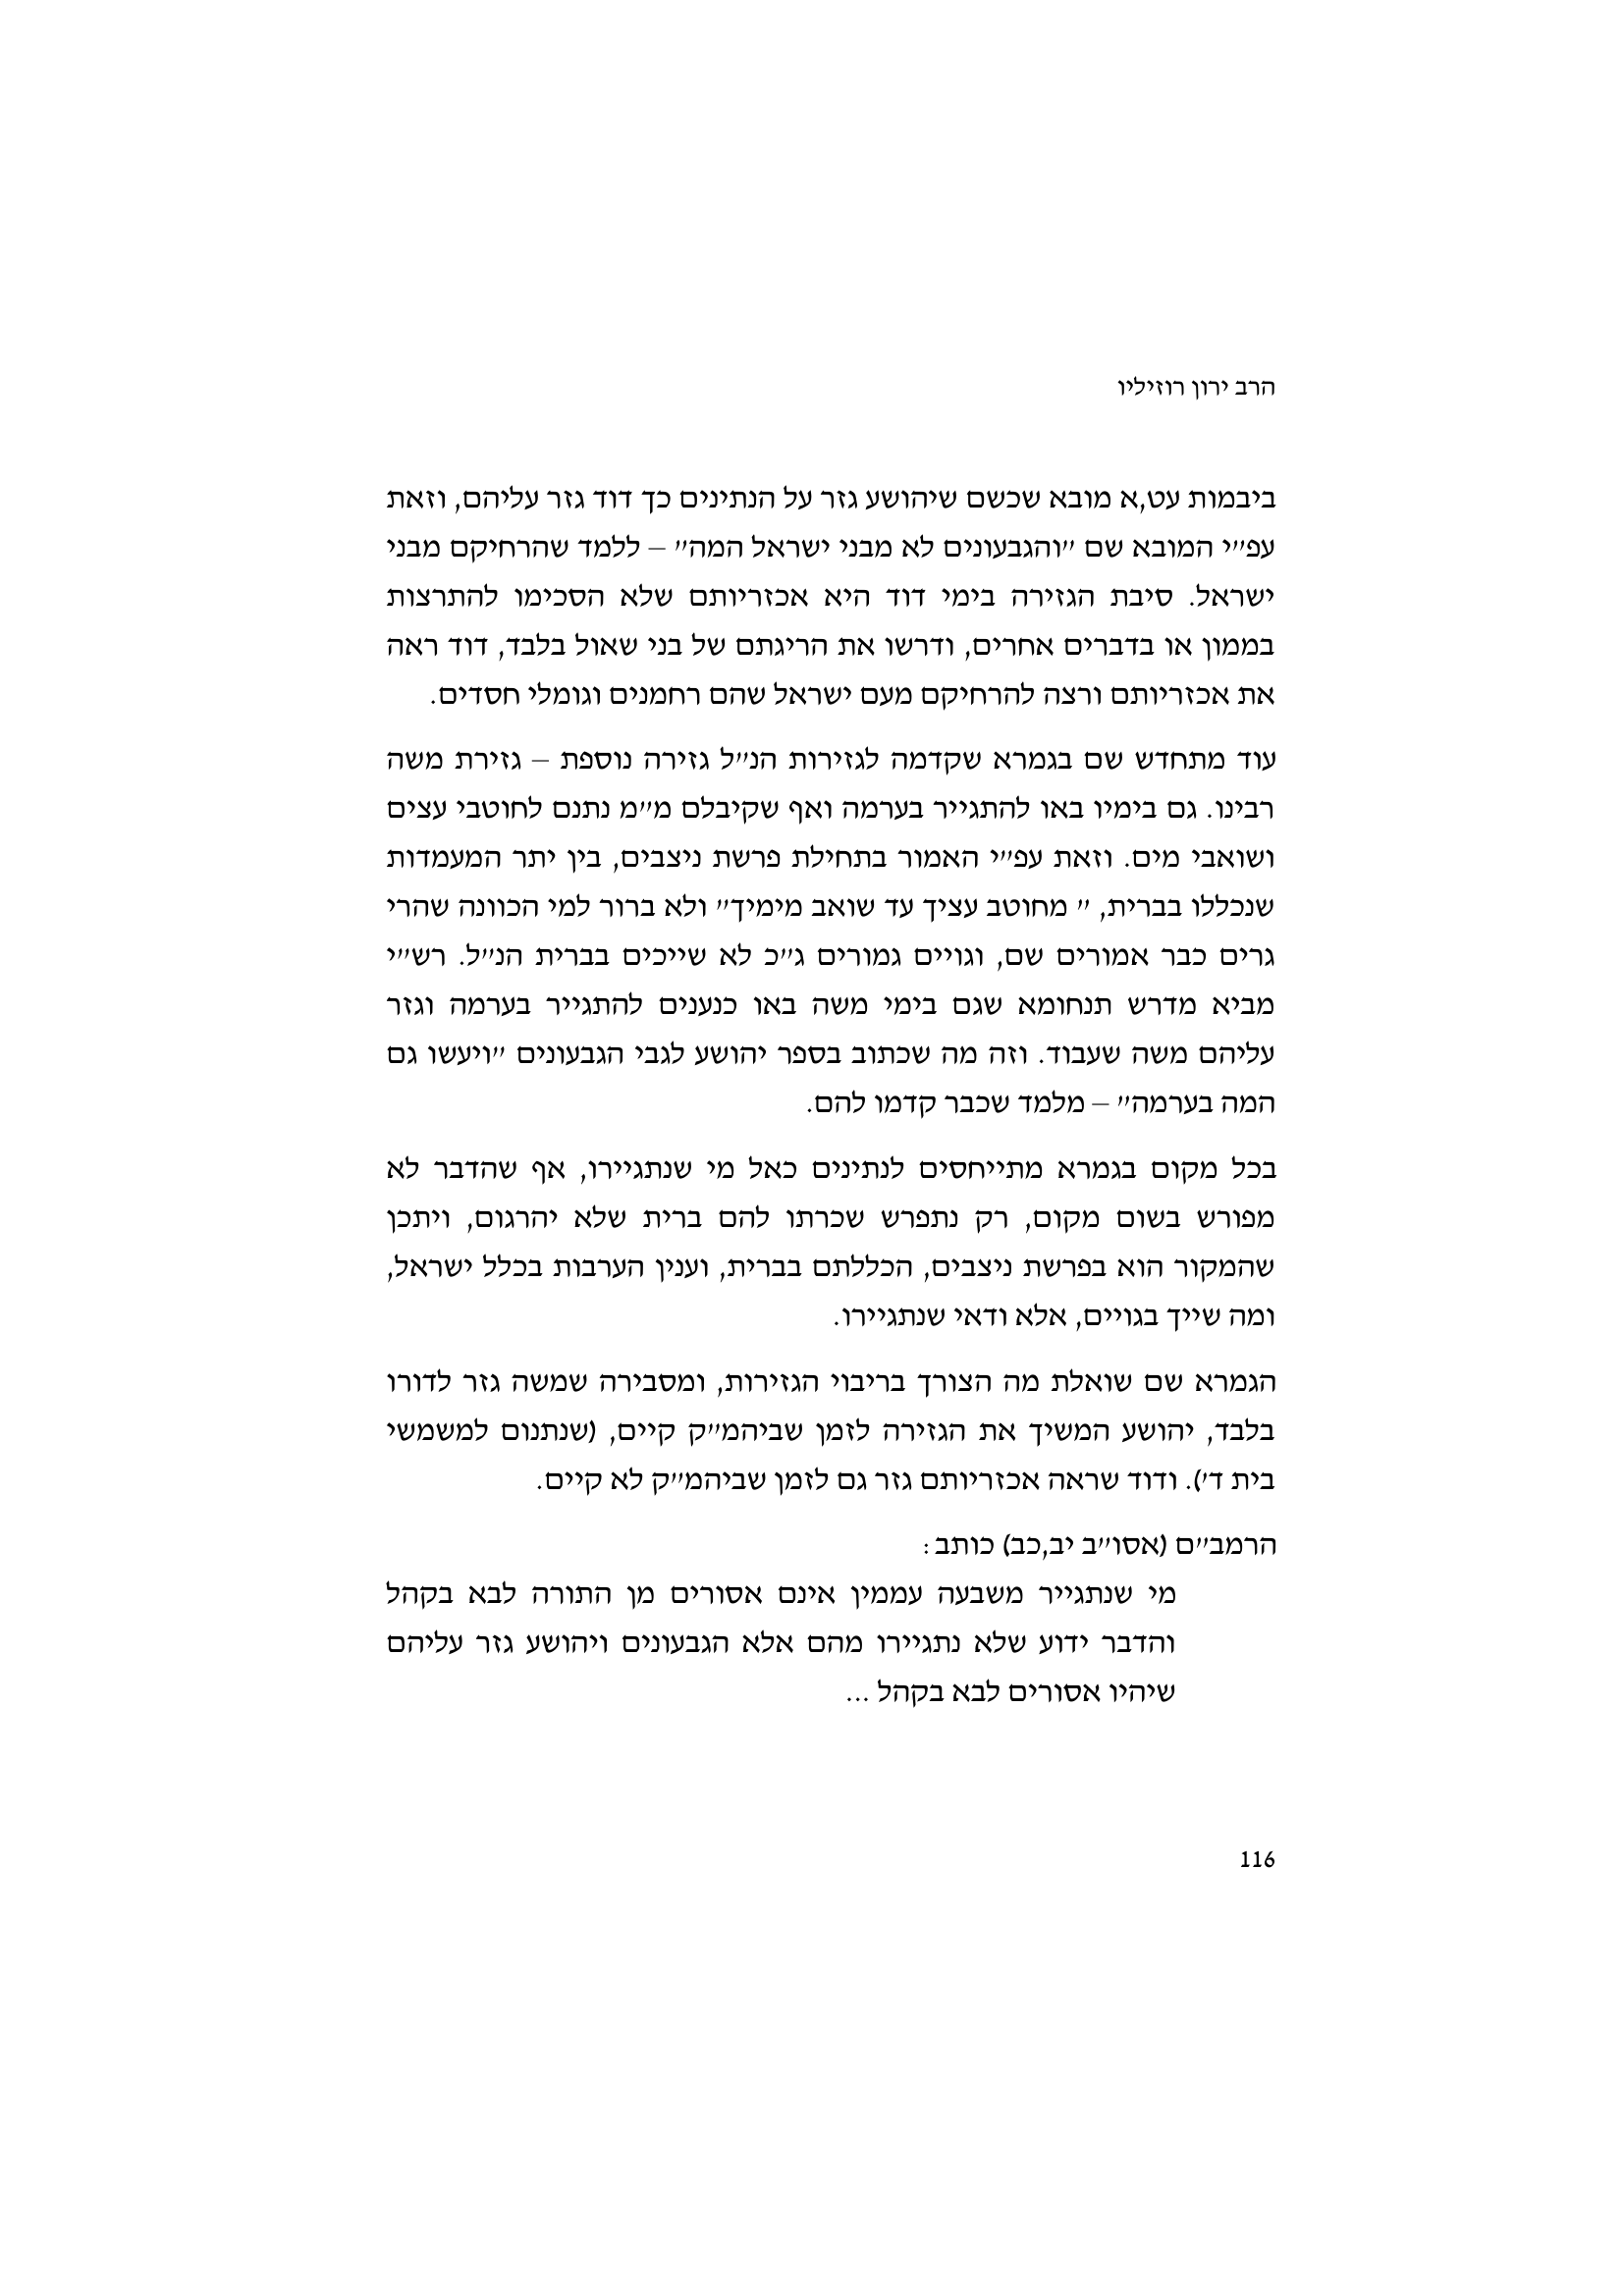 הרב ירון רוזיליו
ביבמות עט,א מובא שכשם שיהושע גזר על הנתינים כך דוד גזר עליהם, וזאת
עפ״י המובא שם ״והגבעונים לא מבני ישראל המה״ – ללמד שהרחיקם מבני
ישראל. סיבת הגזירה בימי דוד היא אכזריותם שלא הסכימו להתרצות
בממון או בדברים אחרים, ודרשו את הריגתם של בני שאול בלבד, דוד ראה
את אכזריותם ורצה להרחיקם מעם ישראל שהם רחמנים וגומלי חסדים.
עוד מתחדש שם בגמרא שקדמה לגזירות הנ״ל גזירה נוספת – גזירת משה
רבינו. גם בימיו באו להתגייר בערמה ואף שקיבלם מ״מ נתנם לחוטבי עצים
ושואבי מים. וזאת עפ״י האמור בתחילת פרשת ניצבים, בין יתר המעמדות
שנכללו בברית, ״ מחוטב עציך עד שואב מימיך״ ולא ברור למי הכוונה שהרי
גרים כבר אמורים שם, וגויים גמורים ג״כ לא שייכים בברית הנ״ל. רש״י
מביא מדרש תנחומא שגם בימי משה באו כנענים להתגייר בערמה וגזר
עליהם משה שעבוד. וזה מה שכתוב בספר יהושע לגבי הגבעונים ״ויעשו גם
המה בערמה״ – מלמד שכבר קדמו להם.
בכל מקום בגמרא מתייחסים לנתינים כאל מי שנתגיירו, אף שהדבר לא
מפורש בשום מקום, רק נתפרש שכרתו להם ברית שלא יהרגום, ויתכן
שהמקור הוא בפרשת ניצבים, הכללתם בברית, וענין הערבות בכלל ישראל,
ומה שייך בגויים, אלא ודאי שנתגיירו.
הגמרא שם שואלת מה הצורך בריבוי הגזירות, ומסבירה שמשה גזר לדורו
בלבד, יהושע המשיך את הגזירה לזמן שביהמ״ק קיים, (שנתנום למשמשי
בית ד׳). ודוד שראה אכזריותם גזר גם לזמן שביהמ״ק לא קיים.
הרמב״ם (אסו״ב יב,כב) כותב:
מי שנתגייר משבעה עממין אינם אסורים מן התורה לבא בקהל
והדבר ידוע שלא נתגיירו מהם אלא הגבעונים ויהושע גזר עליהם
שיהיו אסורים לבא בקהל ...
116